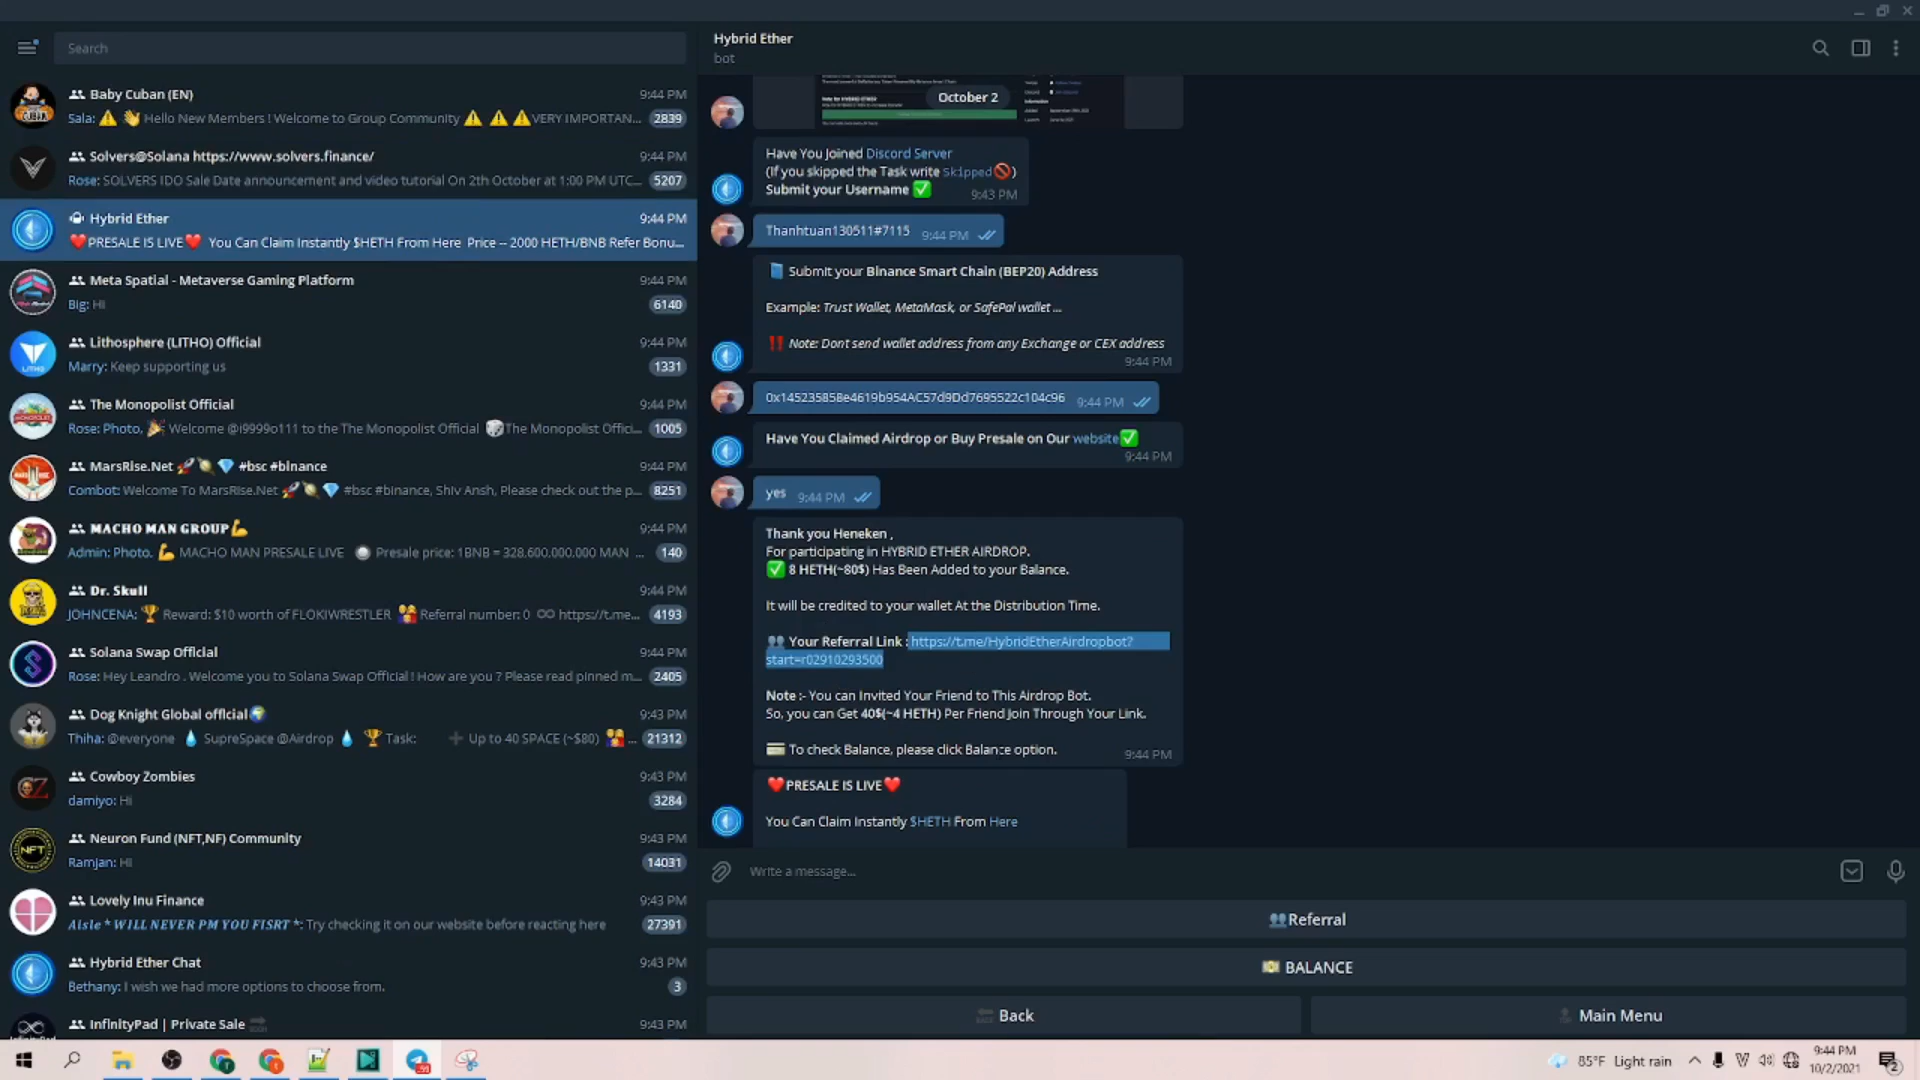 Search
Baby Cuban (EN) 9:44 PM
Sala: ⚠️ 👋 Hello New Members ! Welcome to Group Community ⚠️ ⚠️ ⚠️VERY IMPORTAN... 2839
Solvers@Solana https://www.solvers.finance/ 9:44 PM
Rose: SOLVERS IDO Sale Date announcement and video tutorial On 2th October at 1:00 PM UTC... 5207
Hybrid Ether 9:44 PM
❤️PRESALE IS LIVE❤️ You Can Claim Instantly $HETH From Here Price -- 2000 HETH/BNB Refer Bonu...
Meta Spatial - Metaverse Gaming Platform 9:44 PM
Big: Hi 6140
Lithosphere (LITHO) Official 9:44 PM
Marry: Keep supporting us 1331
The Monopolist Official 9:44 PM
Rose: Photo, 🎉 Welcome @i9999o111 to the The Monopolist Official 🎲The Monopolist Offici... 1005
MarsRise.Net 🚀 💎 #bsc #binance 9:44 PM
Combot: Welcome To MarsRise.Net 🚀 💎 #bsc #binance, Shiv Ansh, Please check out the p... 8251
MACHO MAN GROUP💪 9:44 PM
Admin: Photo. 💪 MACHO MAN PRESALE LIVE Presale price: 1BNB = 328.600.000.000 MAN ... 140
Dr. Skull 9:44 PM
JOHNCENA: 🏆 Reward: $10 worth of FLOKIWRESTLER Referral number: 0 https://t.me... 4193
Solana Swap Official 9:44 PM
Rose: Hey Leandro . Welcome you to Solana Swap Official ! How are you ? Please read pinned m... 2405
Dog Knight Global official🌍 9:43 PM
Thiha: @everyone 💧 SupreSpace @Airdrop 💧 🏆 Task: ➕ Up to 40 SPACE (~$80) ... 21312
Cowboy Zombies 9:43 PM
damiyo: Hi 3284
Neuron Fund (NFT,NF) Community 9:43 PM
Ramjan: Hi 14031
Lovely Inu Finance 9:43 PM
Aisle * WILL NEVER PM YOU FISRT *: Try checking it on our website before reacting here 27391
Hybrid Ether Chat 9:43 PM
Bethany: I wish we had more options to choose from. 3
InfinityPad | Private Sale 9:43 PM
Hybrid Ether
bot
October 2
Have You Joined Discord Server
(If you skipped the Task write Skipped🚫)
Submit your Username ✅ 9:43 PM
Thanhtuan130511#7115 9:44 PM
📘 Submit your Binance Smart Chain (BEP20) Address
Example: Trust Wallet, MetaMask, or SafePal wallet ...
‼️ Note: Dont send wallet address from any Exchange or CEX address
9:44 PM
0x145235858e4619b954AC57d9Dd7695522c104c96 9:44 PM
Have You Claimed Airdrop or Buy Presale on Our website✅
9:44 PM
yes 9:44 PM
Thank you Heneken ,
For participating in HYBRID ETHER AIRDROP.
✅ 8 HETH(~80$) Has Been Added to your Balance.
It will be credited to your wallet At the Distribution Time.
👥 Your Referral Link : https://t.me/HybridEtherAirdropbot?
start=r02910293500
Note :- You can Invited Your Friend to This Airdrop Bot.
So, you can Get 40$(~4 HETH) Per Friend Join Through Your Link.
💳 To check Balance, please click Balance option. 9:44 PM
❤️PRESALE IS LIVE❤️
You Can Claim Instantly $HETH From Here
Write a message...
👥Referral
💵 BALANCE
Back
Main Menu
85°F Light rain
9:44 PM
10/2/2021
2